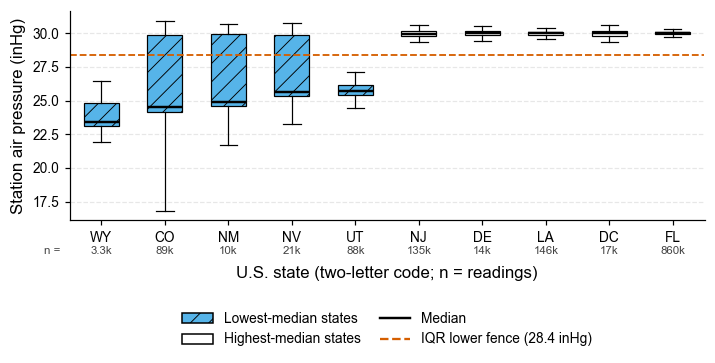 Station air pressure (inHg)
30.0
27.5
25.0
22.5
20.0
17.5
WY CO NM NV UT NJ DE LA DC FL
n = 3.3k 89k 10k 21k 88k 135k 14k 146k 17k 860k
U.S. state (two-letter code; n = readings)
Lowest-median states Median
Highest-median states IQR lower fence (28.4 inHg)